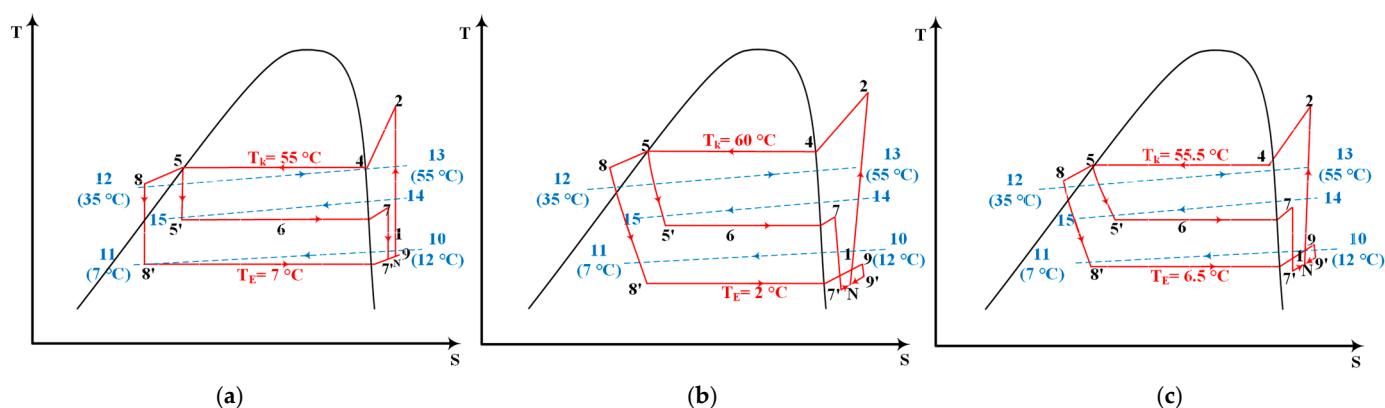 T
2
5
T_k= 55 °C
4
13
(55 °C)
8
12
(35 °C)
14
15
7
5'
6
1
10
(12 °C)
11
(7 °C)
9
8'
T_E= 7 °C
7'
N
S
(a)
T
2
5
T_k= 60 °C
4
13
(55 °C)
8
12
(35 °C)
14
15
7
5'
6
1
10
(12 °C)
11
(7 °C)
9
8'
T_E= 2 °C
7'
N
9'
S
(b)
T
2
5
T_k= 55.5 °C
4
13
(55 °C)
8
12
(35 °C)
14
15
7
5'
6
1
9
10
(12 °C)
11
(7 °C)
9'
8'
T_E= 6.5 °C
7'
N
S
(c)